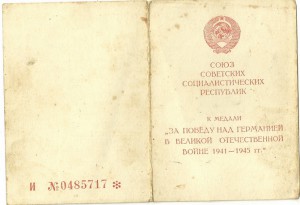 И №0485717
СОЮЗ
СОВЕТСКИХ
СОЦИАЛИСТИЧЕСКИХ
РЕСПУБЛИК
К МЕДАЛИ
„ЗА ПОБЕДУ НАД ГЕРМАНИЕЙ
В ВЕЛИКОЙ ОТЕЧЕСТВЕННОЙ
ВОЙНЕ 1941—1945 гг.“